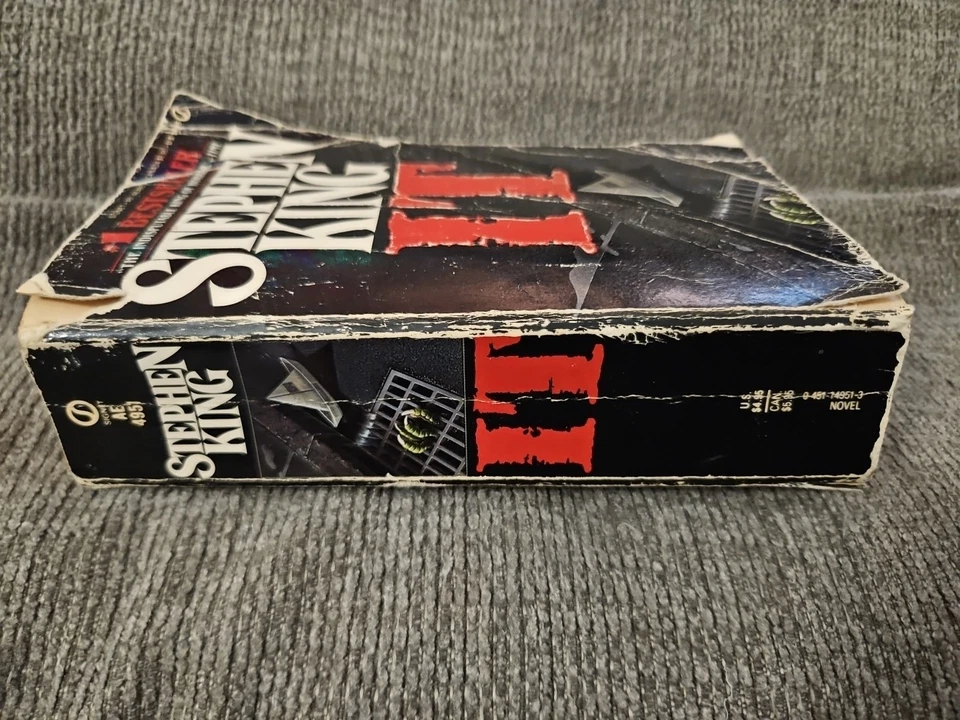 #1 BESTSELLER
STEPHEN
KING
IT
SIGNET
AE
4951
STEPHEN
KING
IT
U.S.
$4.95
CAN.
$5.95
0-451-14951-3
NOVEL